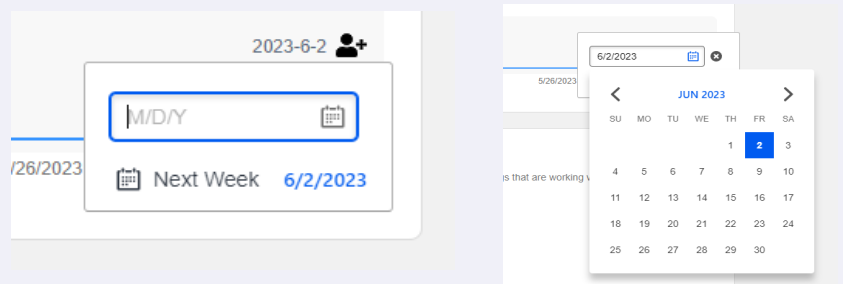 2023-6-2
M/D/Y
/26/2023
Next Week 6/2/2023
6/2/2023
5/26/2023
JUN 2023
SU MO TU WE TH FR SA
1 2 3
4 5 6 7 8 9 10
gs that are working v
11 12 13 14 15 16 17
18 19 20 21 22 23 24
25 26 27 28 29 30